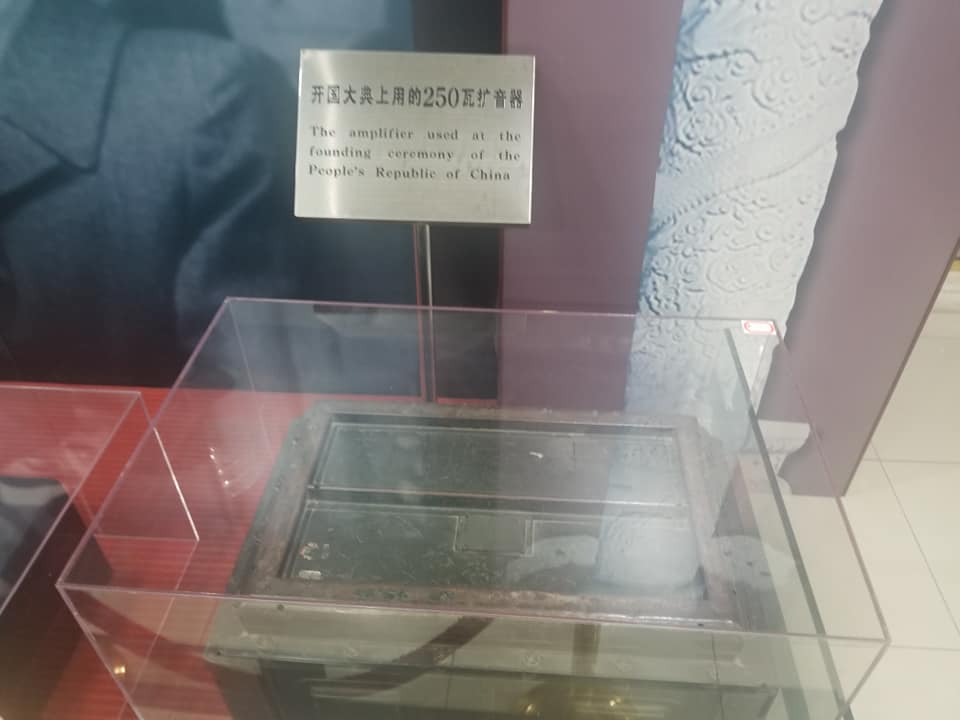 开国大典上用的250瓦扩音器
The amplifier used at the
founding ceremony of the
People's Republic of China